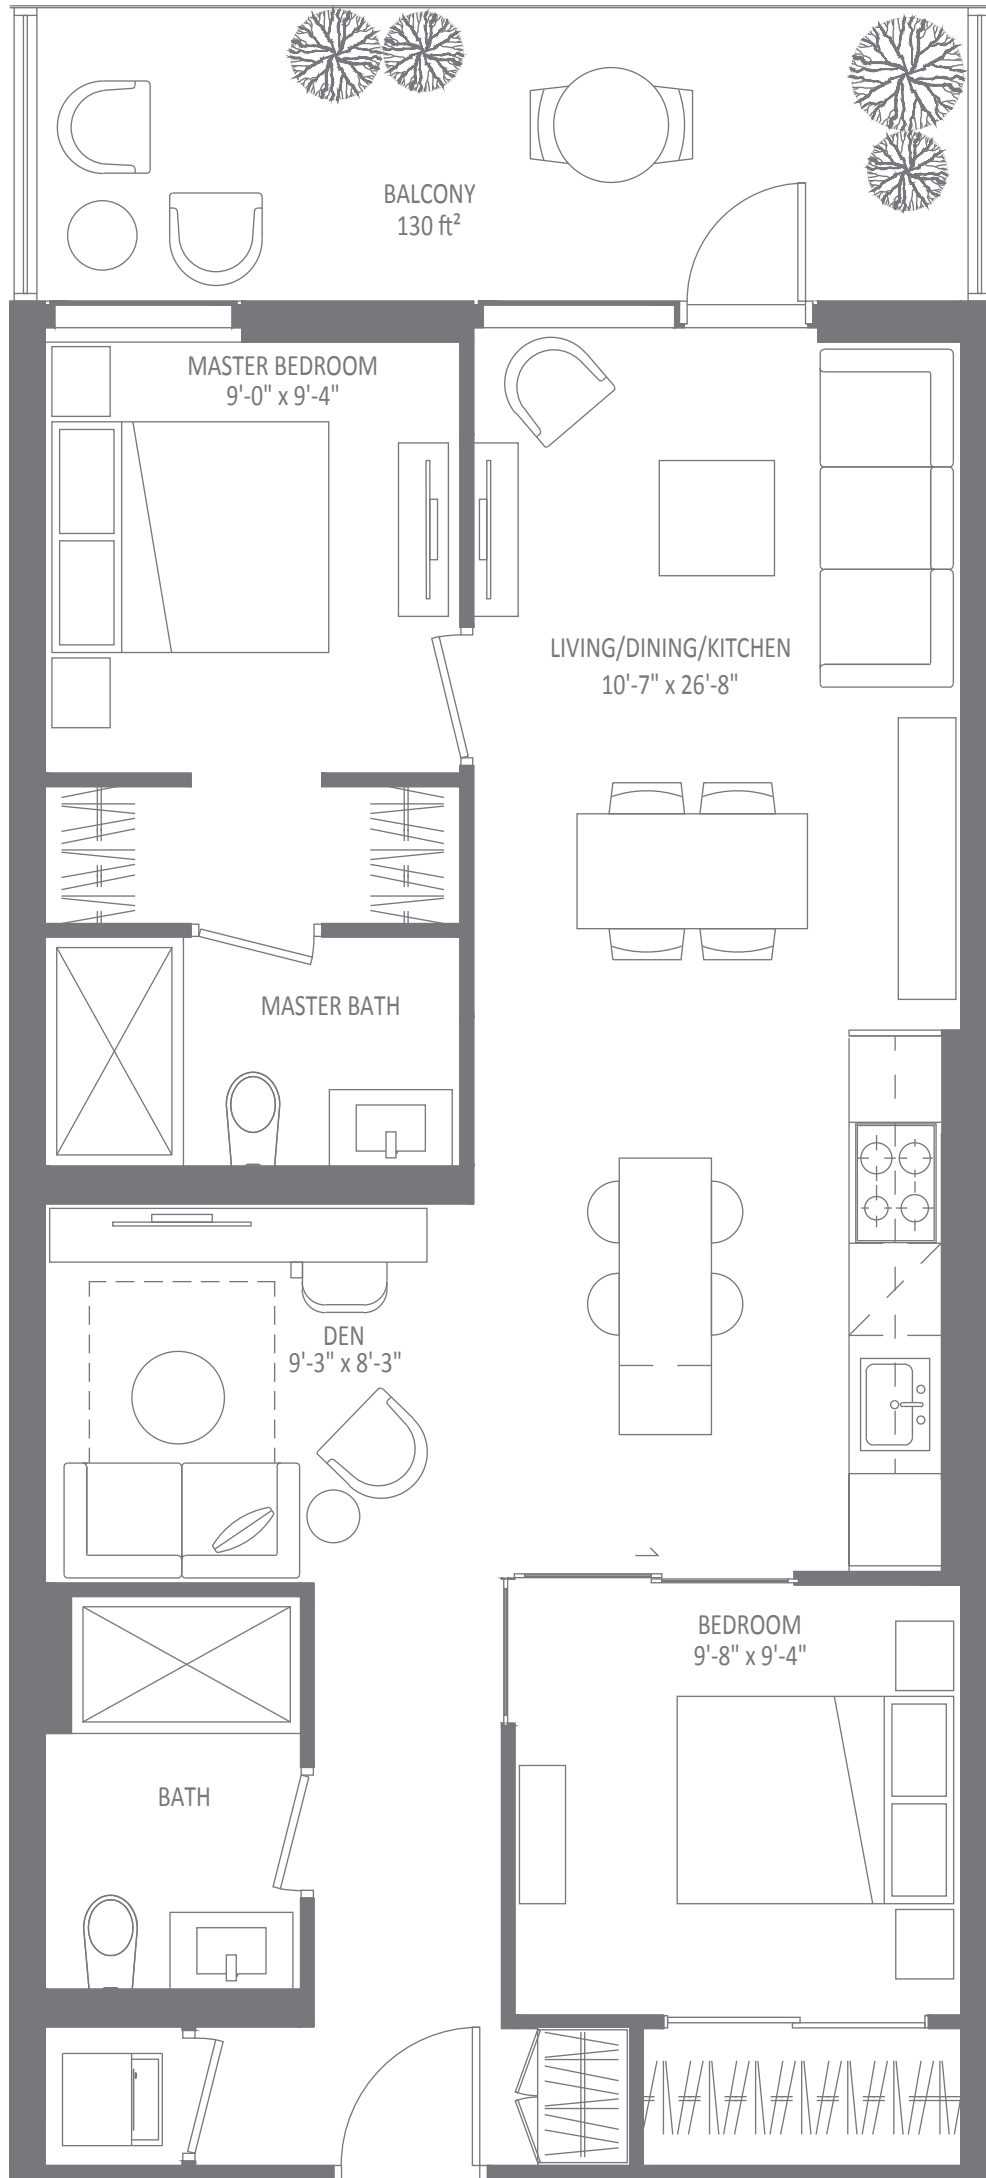 BALCONY
130 ft²
MASTER BEDROOM
9'-0" x 9'-4"
LIVING/DINING/KITCHEN
10'-7" x 26'-8"
MASTER BATH
DEN
9'-3" x 8'-3"
BEDROOM
9'-8" x 9'-4"
BATH